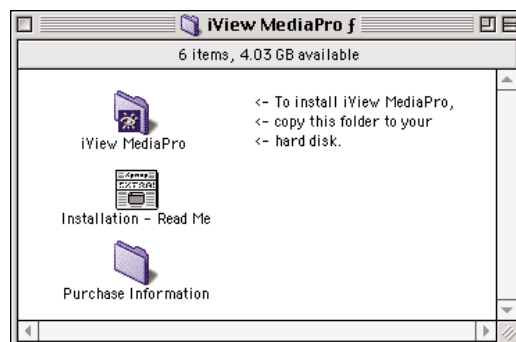 iView MediaPro ƒ
6 items, 4.03 GB available
<- To install iView MediaPro,
<- copy this folder to your
<- hard disk.
iView MediaPro
EXTRA!
Installation - Read Me
Purchase Information